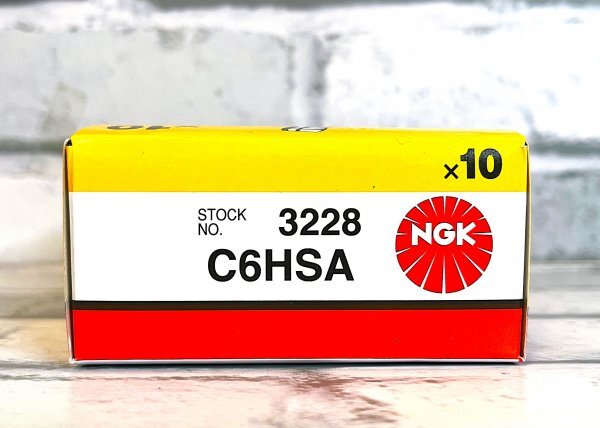 ×10
STOCK
NO.
3228
C6HSA
NGK